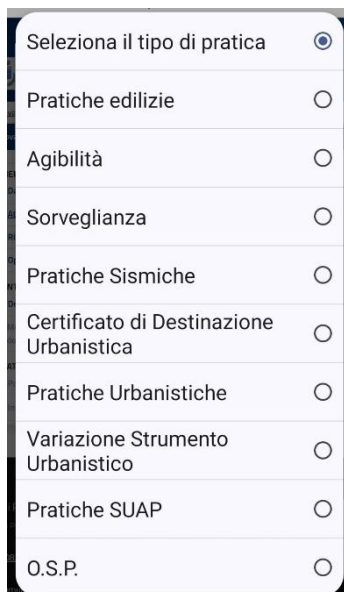 Seleziona il tipo di pratica
Pratiche edilizie
Agibilità
Sorveglianza
Pratiche Sismiche
Certificato di Destinazione
Urbanistica
Pratiche Urbanistiche
Variazione Strumento
Urbanistico
Pratiche SUAP
O.S.P.